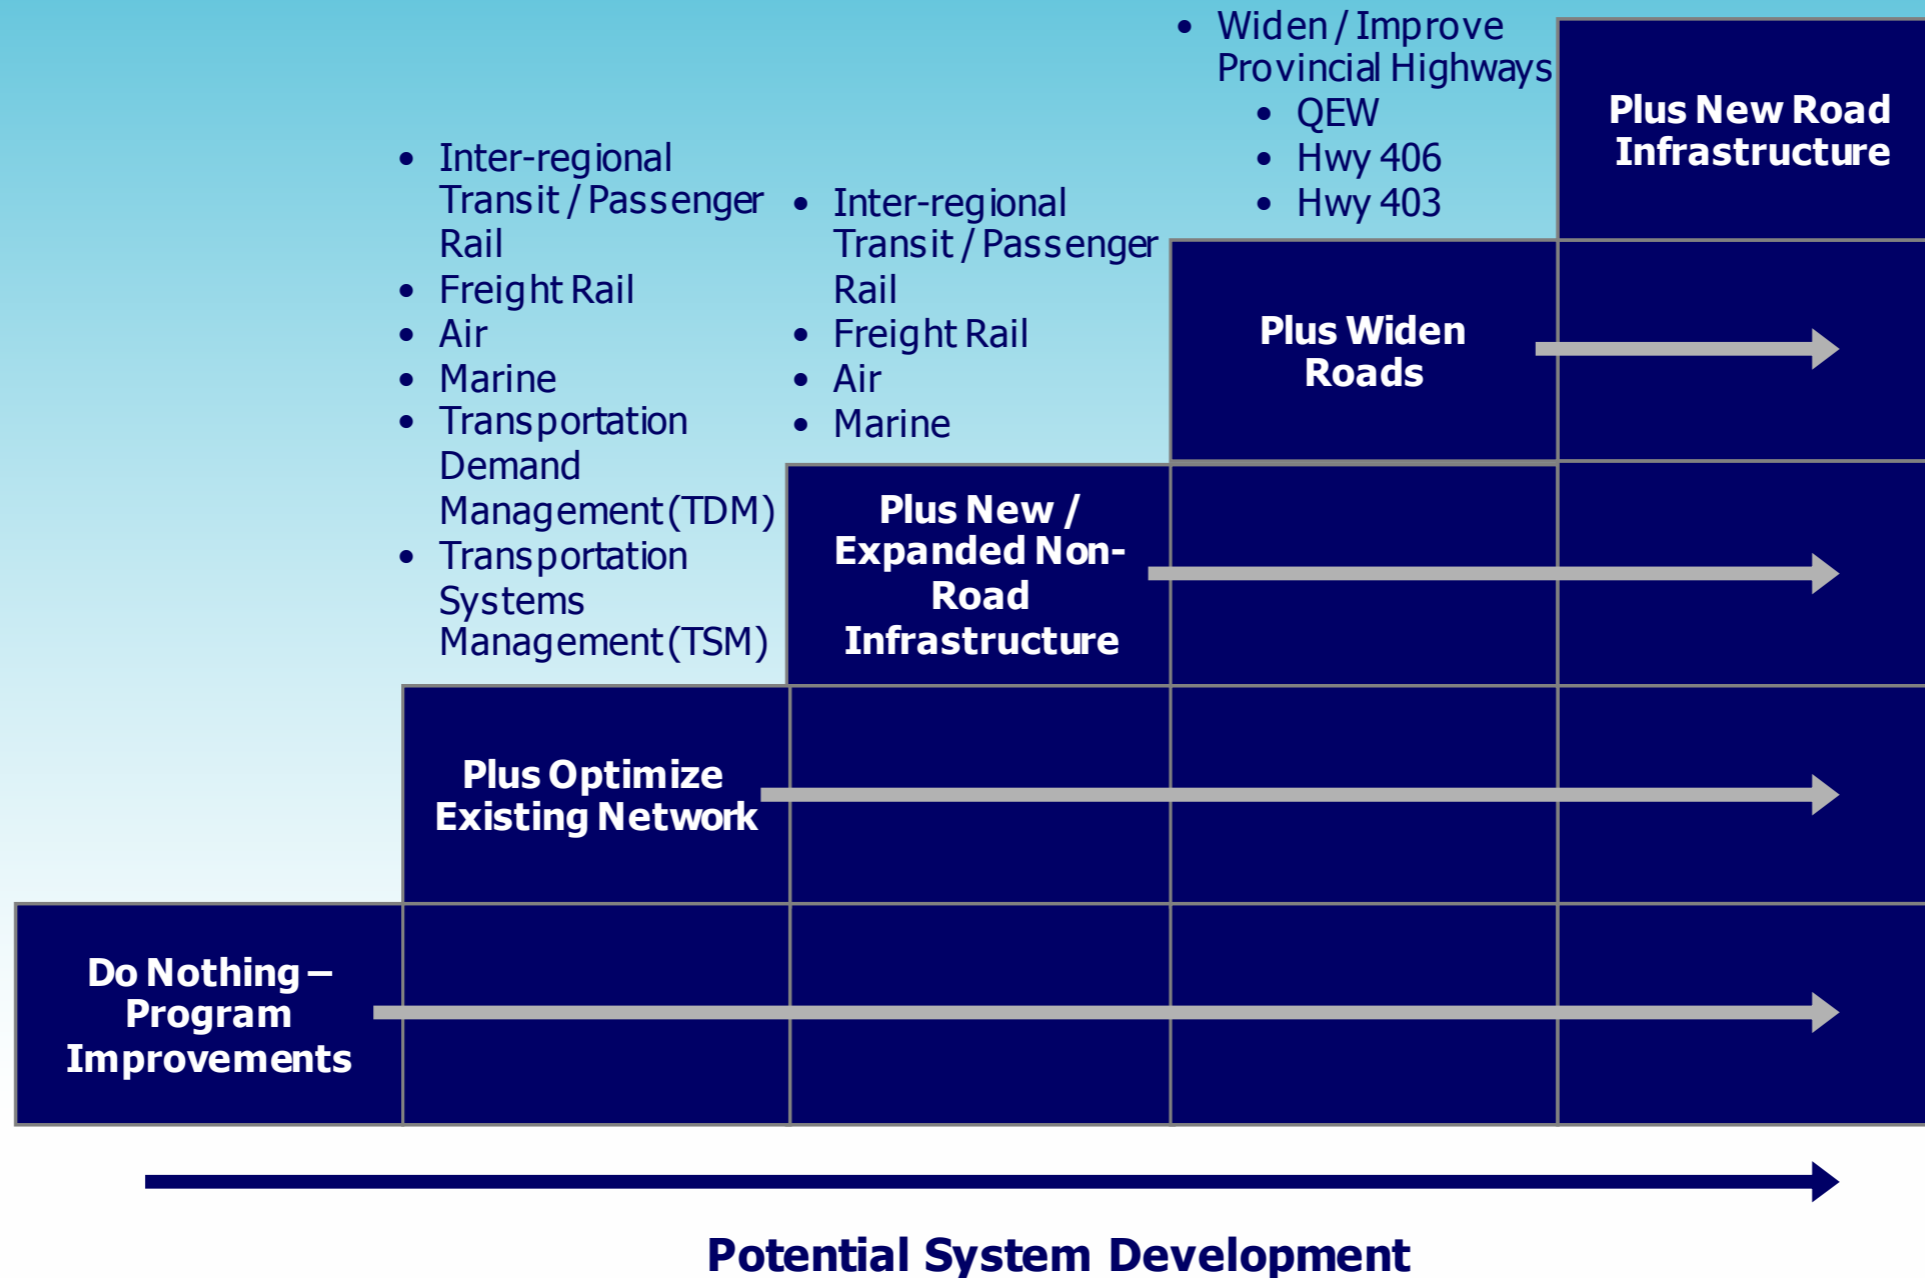 • Widen / Improve
Provincial Highways
• QEW
• Hwy 406
• Hwy 403
Plus New Road
Infrastructure
• Inter-regional
Transit / Passenger
Rail
• Freight Rail
• Air
• Marine
• Transportation
Demand
Management (TDM)
• Transportation
Systems
Management (TSM)
• Inter-regional
Transit / Passenger
Rail
• Freight Rail
• Air
• Marine
Plus Widen
Roads
Plus New /
Expanded Non-
Road
Infrastructure
Plus Optimize
Existing Network
Do Nothing –
Program
Improvements
Potential System Development